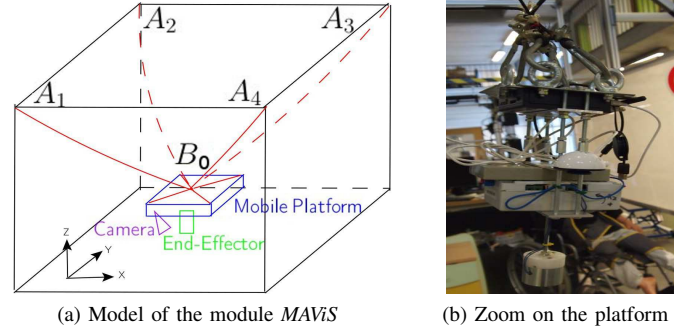 A2
A3
A1
A4
B0
Mobile Platform
Camera
End-Effector
Z
Y
X
(a) Model of the module MAViS
(b) Zoom on the platform